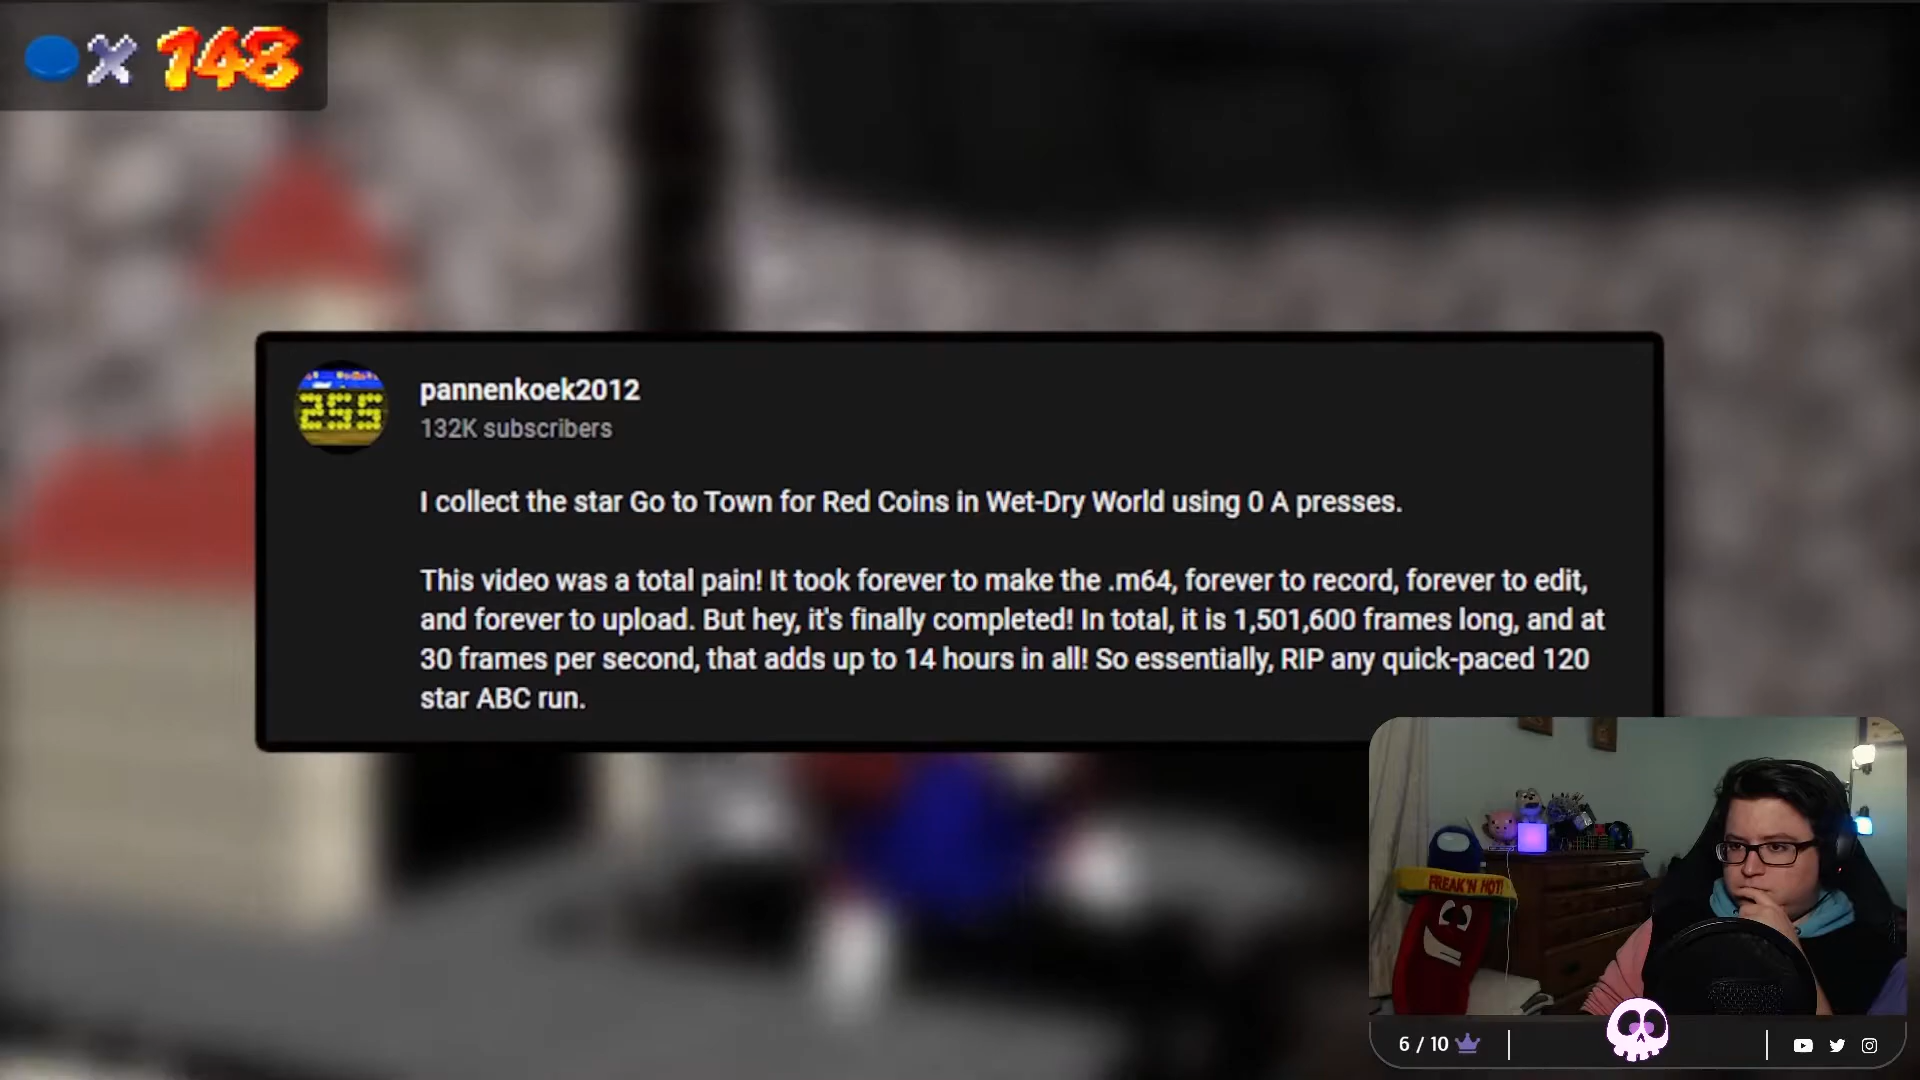 x 148
pannenkoek2012
132K subscribers
I collect the star Go to Town for Red Coins in Wet-Dry World using 0 A presses.
This video was a total pain! It took forever to make the .m64, forever to record, forever to edit,
and forever to upload. But hey, it's finally completed! In total, it is 1,501,600 frames long, and at
30 frames per second, that adds up to 14 hours in all! So essentially, RIP any quick-paced 120
star ABC run.
FREAK'N HOT!
6 / 10